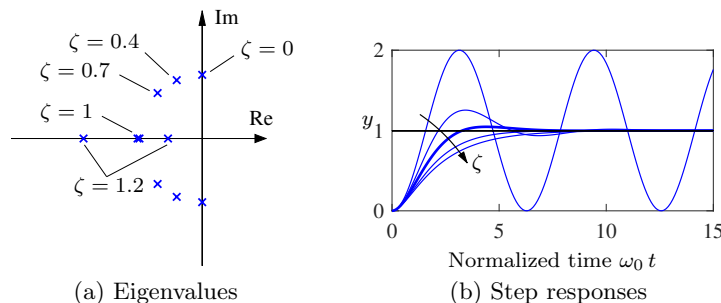 Im
ζ = 0.4
ζ = 0
ζ = 0.7
ζ = 1
Re
ζ = 1.2
(a) Eigenvalues
2
y
1
ζ
0
0 5 10 15
Normalized time ω₀ t
(b) Step responses